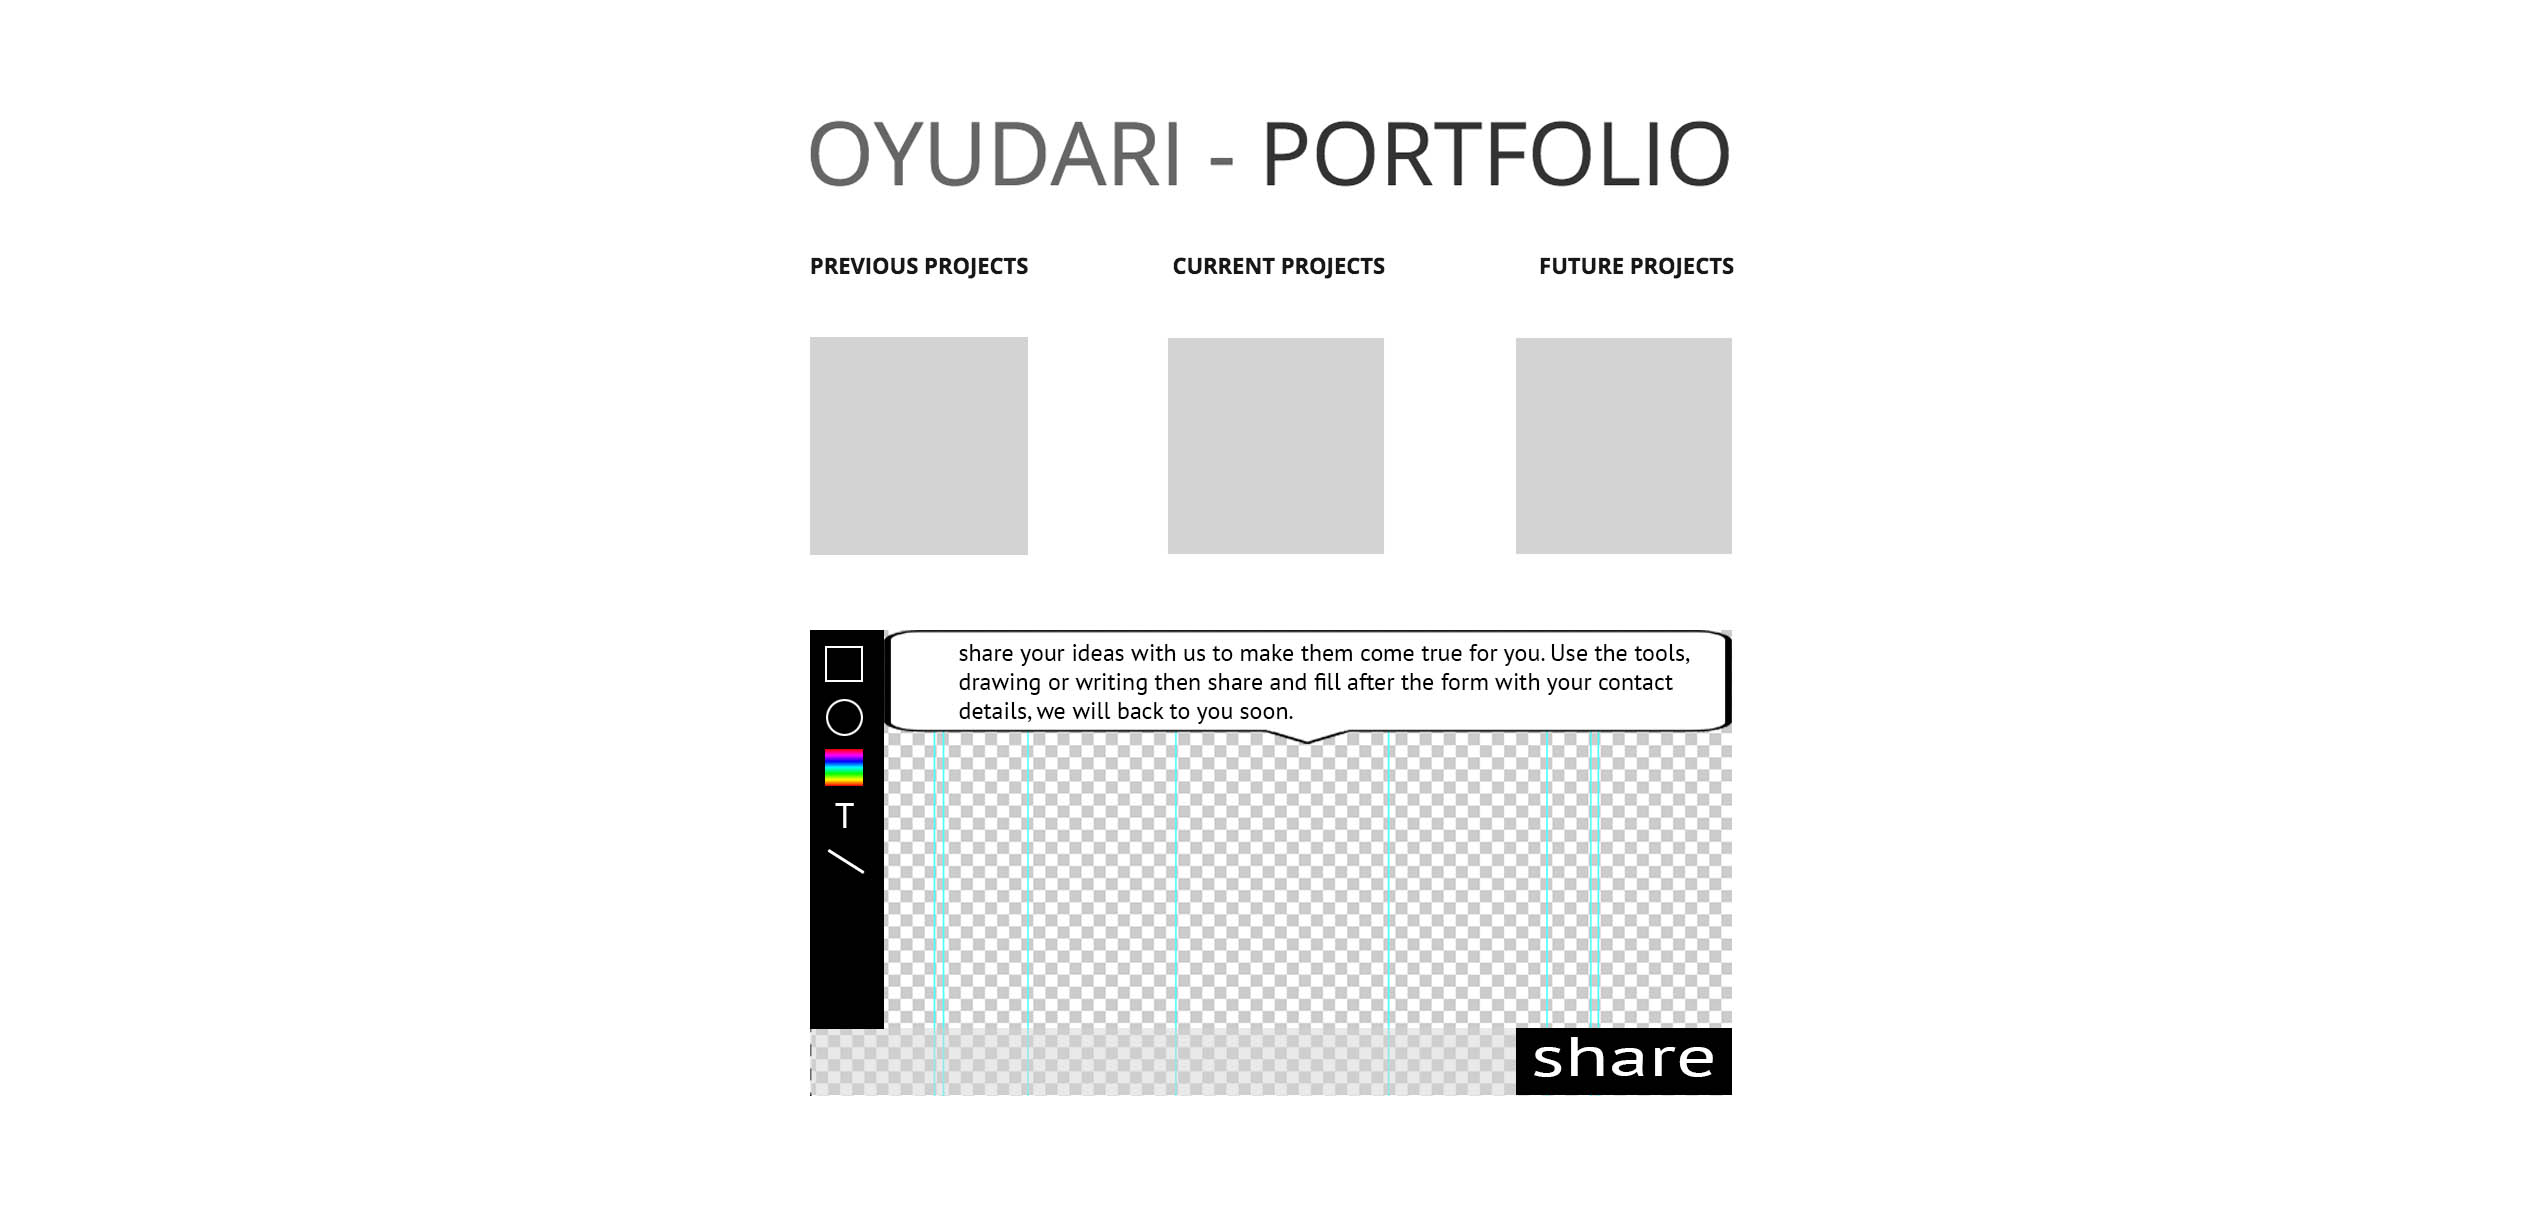 OYUDARI - PORTFOLIO
PREVIOUS PROJECTS
CURRENT PROJECTS
FUTURE PROJECTS
share your ideas with us to make them come true for you. Use the tools,
drawing or writing then share and fill after the form with your contact
details, we will back to you soon.
T
share